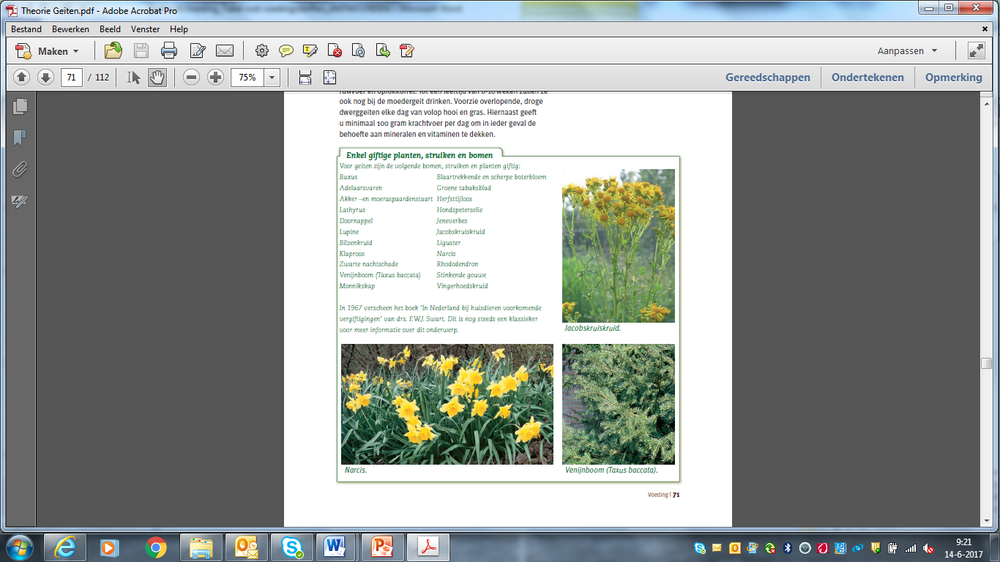 Theorie Geiten.pdf - Adobe Acrobat Pro
Bestand Bewerken Beeld Venster Help
Maken
Aanpassen
71 / 112
75%
Gereedschappen Ondertekenen Opmerking
ook nog bij de moedergeit drinken. Voorzie overlopende, droge
dwerggeiten elke dag van volop hooi en gras. Hiernaast geeft
u minimaal 100 gram krachtvoer per dag om in ieder geval de
behoefte aan mineralen en vitaminen te dekken.
Enkel giftige planten, struiken en bomen
Voor geiten zijn de volgende bomen, struiken en planten giftig:
Buxus
Adelaarsvaren
Akker –en moeraspaardenstaart
Lathyrus
Doornappel
Lupine
Bilzenkruid
Klaproos
Zwarte nachtschade
Venijnboom (Taxus baccata)
Monnikskap
Blaartrekkende en scherpe boterbloem
Groene tabaksblad
Herfsttijloos
Hondspeterselie
Jeneverbes
Jacobskruiskruid
Liguster
Narcis
Rhododendron
Stinkende gouwe
Vingerhoedskruid
In 1967 verscheen het boek ‘In Nederland bij huisdieren voorkomende
vergiftigingen’ van drs. F.W.J. Swart. Dit is nog steeds een klassieker
voor meer informatie over dit onderwerp.
Jacobskruiskruid.
Narcis.
Venijnboom (Taxus baccata).
Voeding | 71
9:21
14-6-2017